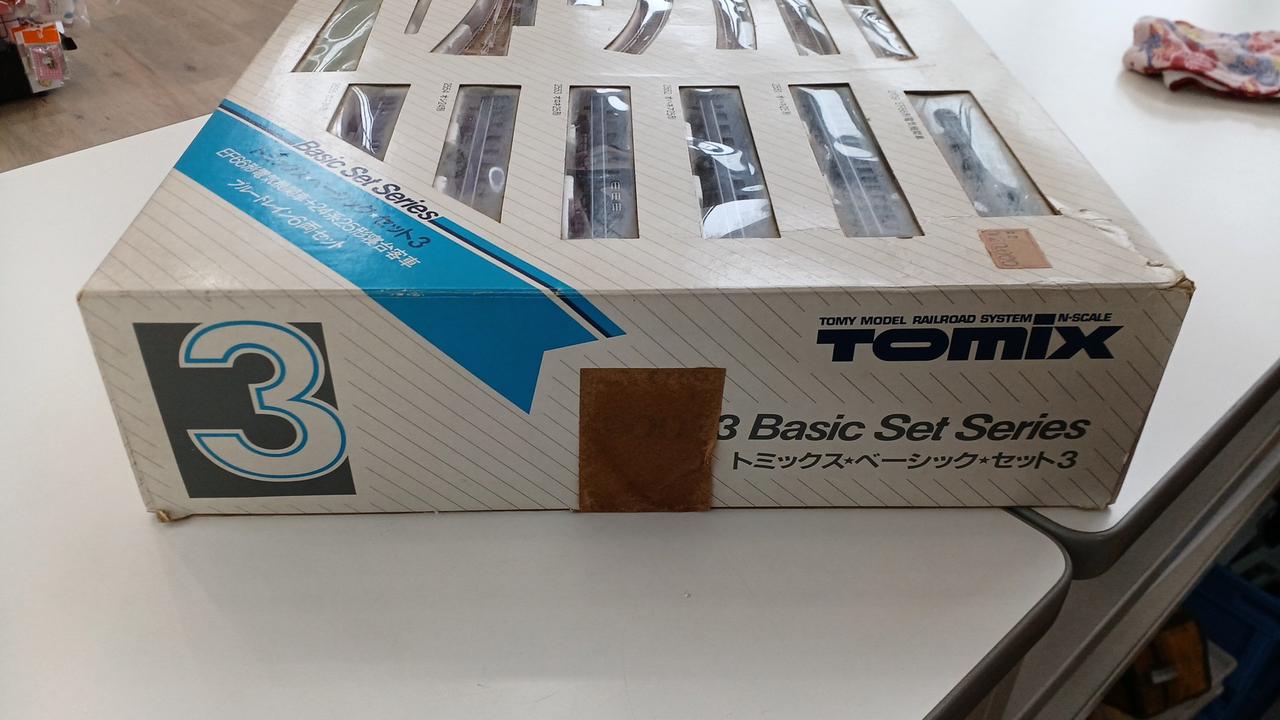 Basic Set Series
トミックス★ベーシック★セット3
EF66形電気機関車+24系25形寝台客車
ブルートレイン6両セット
3
TOMY MODEL RAILROAD SYSTEM N-SCALE
TOMIX
3 Basic Set Series
トミックス★ベーシック★セット3